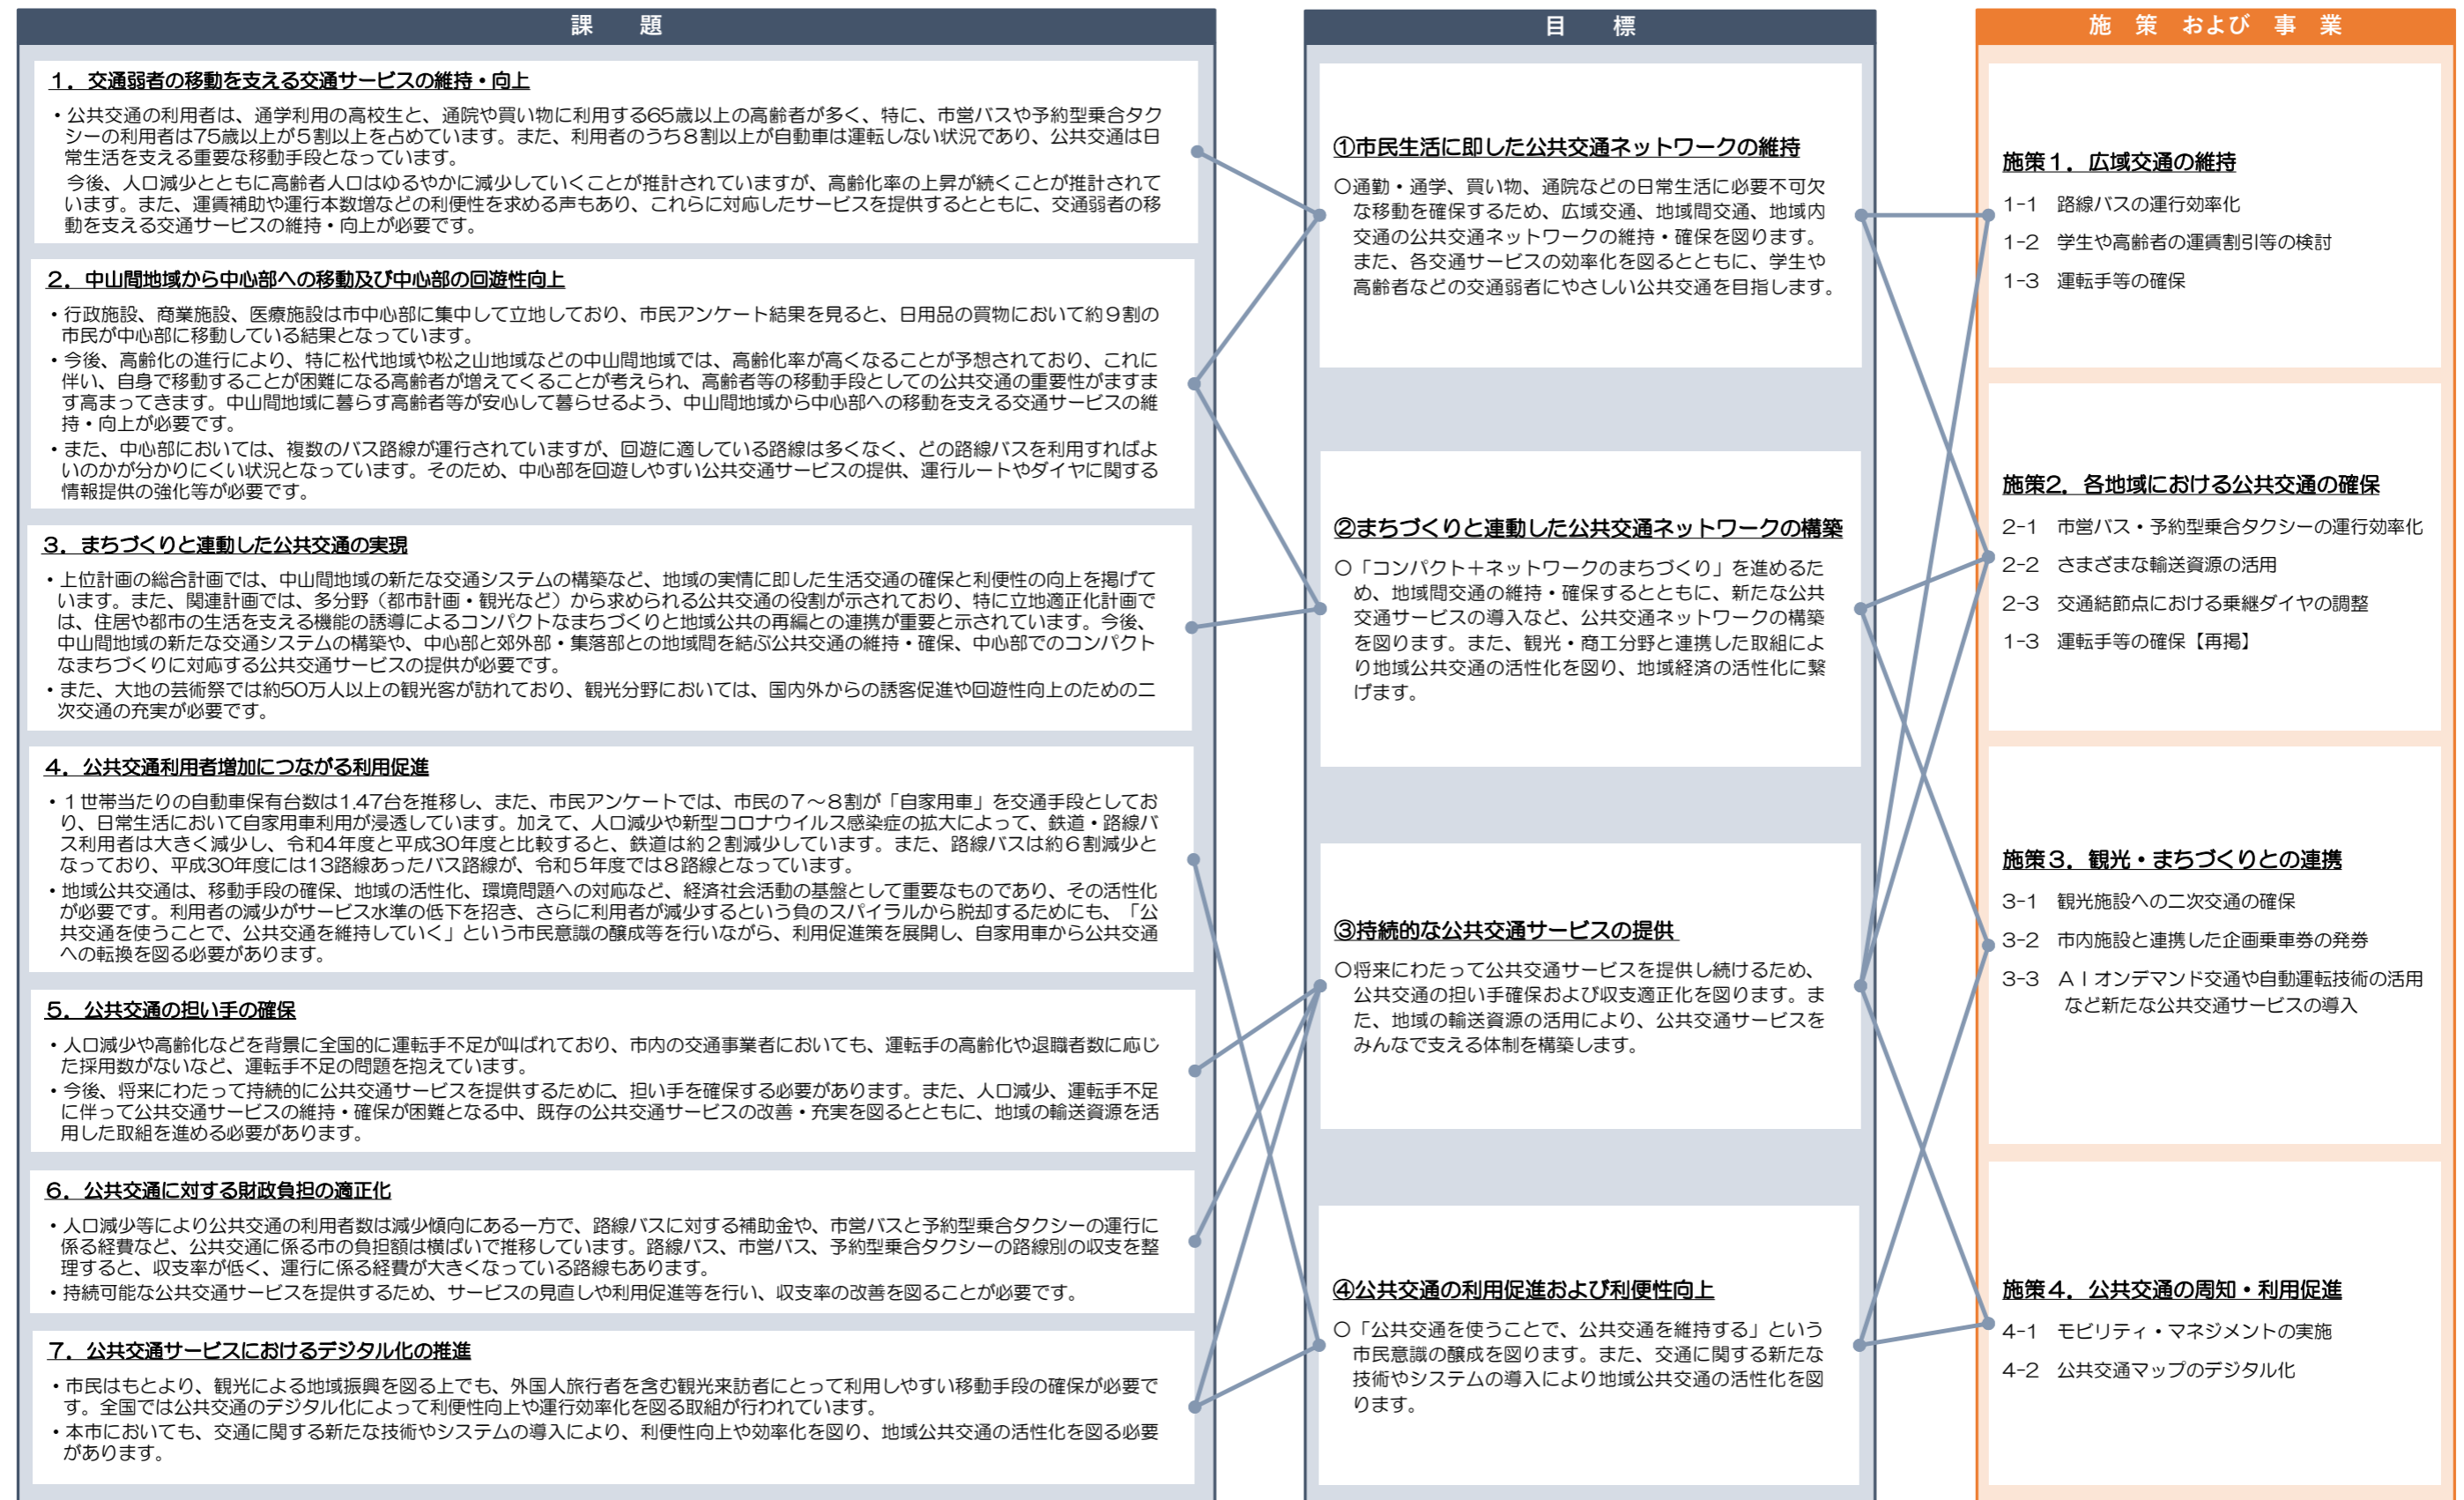 課　題
1．交通弱者の移動を支える交通サービスの維持・向上
・公共交通の利用者は、通学利用の高校生と、通院や買い物に利用する65歳以上の高齢者が多く、特に、市営バスや予約型乗合タク
シーの利用者は75歳以上が5割以上を占めています。また、利用者のうち8割以上が自動車は運転しない状況であり、公共交通は日
常生活を支える重要な移動手段となっています。
今後、人口減少とともに高齢者人口はゆるやかに減少していくことが推計されていますが、高齢化率の上昇が続くことが推計されて
います。また、運賃補助や運行本数増などの利便性を求める声もあり、これらに対応したサービスを提供するとともに、交通弱者の移
動を支える交通サービスの維持・向上が必要です。
2．中山間地域から中心部への移動及び中心部の回遊性向上
・行政施設、商業施設、医療施設は市中心部に集中して立地しており、市民アンケート結果を見ると、日用品の買物において約9割の
市民が中心部に移動している結果となっています。
・今後、高齢化の進行により、特に松代地域や松之山地域などの中山間地域では、高齢化率が高くなることが予想されており、これに
伴い、自身で移動することが困難になる高齢者が増えてくることが考えられ、高齢者等の移動手段としての公共交通の重要性がますま
す高まってきます。中山間地域に暮らす高齢者等が安心して暮らせるよう、中山間地域から中心部への移動を支える交通サービスの維
持・向上が必要です。
・また、中心部においては、複数のバス路線が運行されていますが、回遊に適している路線は多くなく、どの路線バスを利用すればよ
いのかが分かりにくい状況となっています。そのため、中心部を回遊しやすい公共交通サービスの提供、運行ルートやダイヤに関する
情報提供の強化等が必要です。
3．まちづくりと連動した公共交通の実現
・上位計画の総合計画では、中山間地域の新たな交通システムの構築など、地域の実情に即した生活交通の確保と利便性の向上を掲げて
います。また、関連計画では、多分野（都市計画・観光など）から求められる公共交通の役割が示されており、特に立地適正化計画で
は、住居や都市の生活を支える機能の誘導によるコンパクトなまちづくりと地域公共の再編との連携が重要と示されています。今後、
中山間地域の新たな交通システムの構築や、中心部と郊外部・集落部との地域間を結ぶ公共交通の維持・確保、中心部でのコンパクト
なまちづくりに対応する公共交通サービスの提供が必要です。
・また、大地の芸術祭では約50万人以上の観光客が訪れており、観光分野においては、国内外からの誘客促進や回遊性向上のための二
次交通の充実が必要です。
4．公共交通利用者増加につながる利用促進
・1世帯当たりの自動車保有台数は1.47台を推移し、また、市民アンケートでは、市民の7～8割が「自家用車」を交通手段としてお
り、日常生活において自家用車利用が浸透しています。加えて、人口減少や新型コロナウイルス感染症の拡大によって、鉄道・路線バ
ス利用者は大きく減少し、令和4年度と平成30年度と比較すると、鉄道は約2割減少しています。また、路線バスは約6割減少と
なっており、平成30年度には13路線あったバス路線が、令和5年度では8路線となっています。
・地域公共交通は、移動手段の確保、地域の活性化、環境問題への対応など、経済社会活動の基盤として重要なものであり、その活性化
が必要です。利用者の減少がサービス水準の低下を招き、さらに利用者が減少するという負のスパイラルから脱却するためにも、「公
共交通を使うことで、公共交通を維持していく」という市民意識の醸成等を行いながら、利用促進策を展開し、自家用車から公共交通
への転換を図る必要があります。
5．公共交通の担い手の確保
・人口減少や高齢化などを背景に全国的に運転手不足が叫ばれており、市内の交通事業者においても、運転手の高齢化や退職者数に応じ
た採用数がないなど、運転手不足の問題を抱えています。
・今後、将来にわたって持続的に公共交通サービスを提供するために、担い手を確保する必要があります。また、人口減少、運転手不足
に伴って公共交通サービスの維持・確保が困難となる中、既存の公共交通サービスの改善・充実を図るとともに、地域の輸送資源を活
用した取組を進める必要があります。
6．公共交通に対する財政負担の適正化
・人口減少等により公共交通の利用者数は減少傾向にある一方で、路線バスに対する補助金や、市営バスと予約型乗合タクシーの運行に
係る経費など、公共交通に係る市の負担額は横ばいで推移しています。路線バス、市営バス、予約型乗合タクシーの路線別の収支を整
理すると、収支率が低く、運行に係る経費が大きくなっている路線もあります。
・持続可能な公共交通サービスを提供するため、サービスの見直しや利用促進等を行い、収支率の改善を図ることが必要です。
7．公共交通サービスにおけるデジタル化の推進
・市民はもとより、観光による地域振興を図る上でも、外国人旅行者を含む観光来訪者にとって利用しやすい移動手段の確保が必要で
す。全国では公共交通のデジタル化によって利便性向上や運行効率化を図る取組が行われています。
・本市においても、交通に関する新たな技術やシステムの導入により、利便性向上や効率化を図り、地域公共交通の活性化を図る必要
があります。
目　標
①市民生活に即した公共交通ネットワークの維持
○通勤・通学、買い物、通院などの日常生活に必要不可欠
な移動を確保するため、広域交通、地域間交通、地域内
交通の公共交通ネットワークの維持・確保を図ります。
また、各交通サービスの効率化を図るとともに、学生や
高齢者などの交通弱者にやさしい公共交通を目指します。
②まちづくりと連動した公共交通ネットワークの構築
○「コンパクト＋ネットワークのまちづくり」を進めるた
め、地域間交通の維持・確保するとともに、新たな公共
交通サービスの導入など、公共交通ネットワークの構築
を図ります。また、観光・商工分野と連携した取組によ
り地域公共交通の活性化を図り、地域経済の活性化に繋
げます。
③持続的な公共交通サービスの提供
○将来にわたって公共交通サービスを提供し続けるため、
公共交通の担い手確保および収支適正化を図ります。ま
た、地域の輸送資源の活用により、公共交通サービスを
みんなで支える体制を構築します。
④公共交通の利用促進および利便性向上
○「公共交通を使うことで、公共交通を維持する」という
市民意識の醸成を図ります。また、交通に関する新たな
技術やシステムの導入により地域公共交通の活性化を図
ります。
施　策　および　事　業
施策1．広域交通の維持
1-1　路線バスの運行効率化
1-2　学生や高齢者の運賃割引等の検討
1-3　運転手等の確保
施策2．各地域における公共交通の確保
2-1　市営バス・予約型乗合タクシーの運行効率化
2-2　さまざまな輸送資源の活用
2-3　交通結節点における乗継ダイヤの調整
1-3　運転手等の確保【再掲】
施策3．観光・まちづくりとの連携
3-1　観光施設への二次交通の確保
3-2　市内施設と連携した企画乗車券の発券
3-3　ＡＩオンデマンド交通や自動運転技術の活用
など新たな公共交通サービスの導入
施策4．公共交通の周知・利用促進
4-1　モビリティ・マネジメントの実施
4-2　公共交通マップのデジタル化